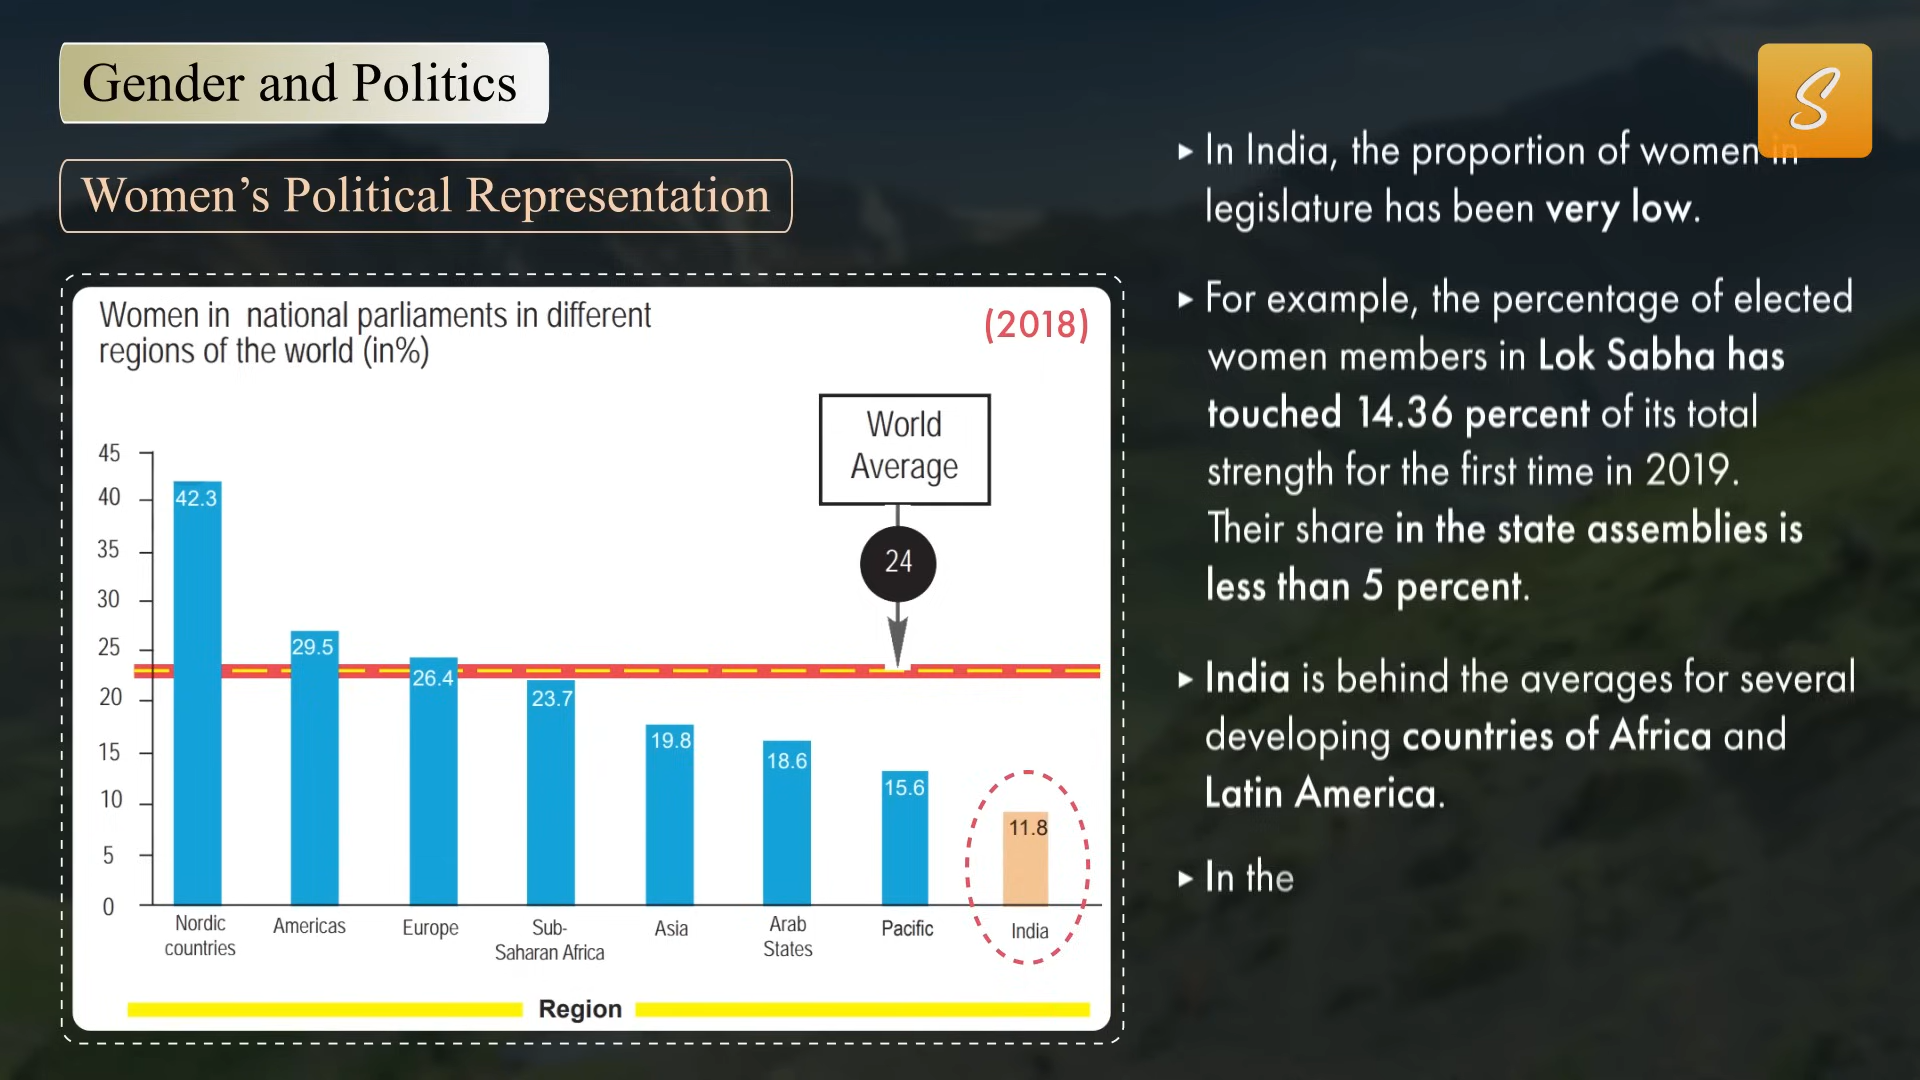 Gender and Politics
S
Women’s Political Representation
▸ In India, the proportion of women in
legislature has been very low.
▸ For example, the percentage of elected
women members in Lok Sabha has
touched 14.36 percent of its total
strength for the first time in 2019.
Their share in the state assemblies is
less than 5 percent.
▸ India is behind the averages for several
developing countries of Africa and
Latin America.
▸ In the
Women in national parliaments in different
regions of the world (in%)
(2018)
World
Average
24
45
40
35
30
25
20
15
10
5
0
42.3
29.5
26.4
23.7
19.8
18.6
15.6
11.8
Nordic
countries
Americas
Europe
Sub-
Saharan Africa
Asia
Arab
States
Pacific
India
Region